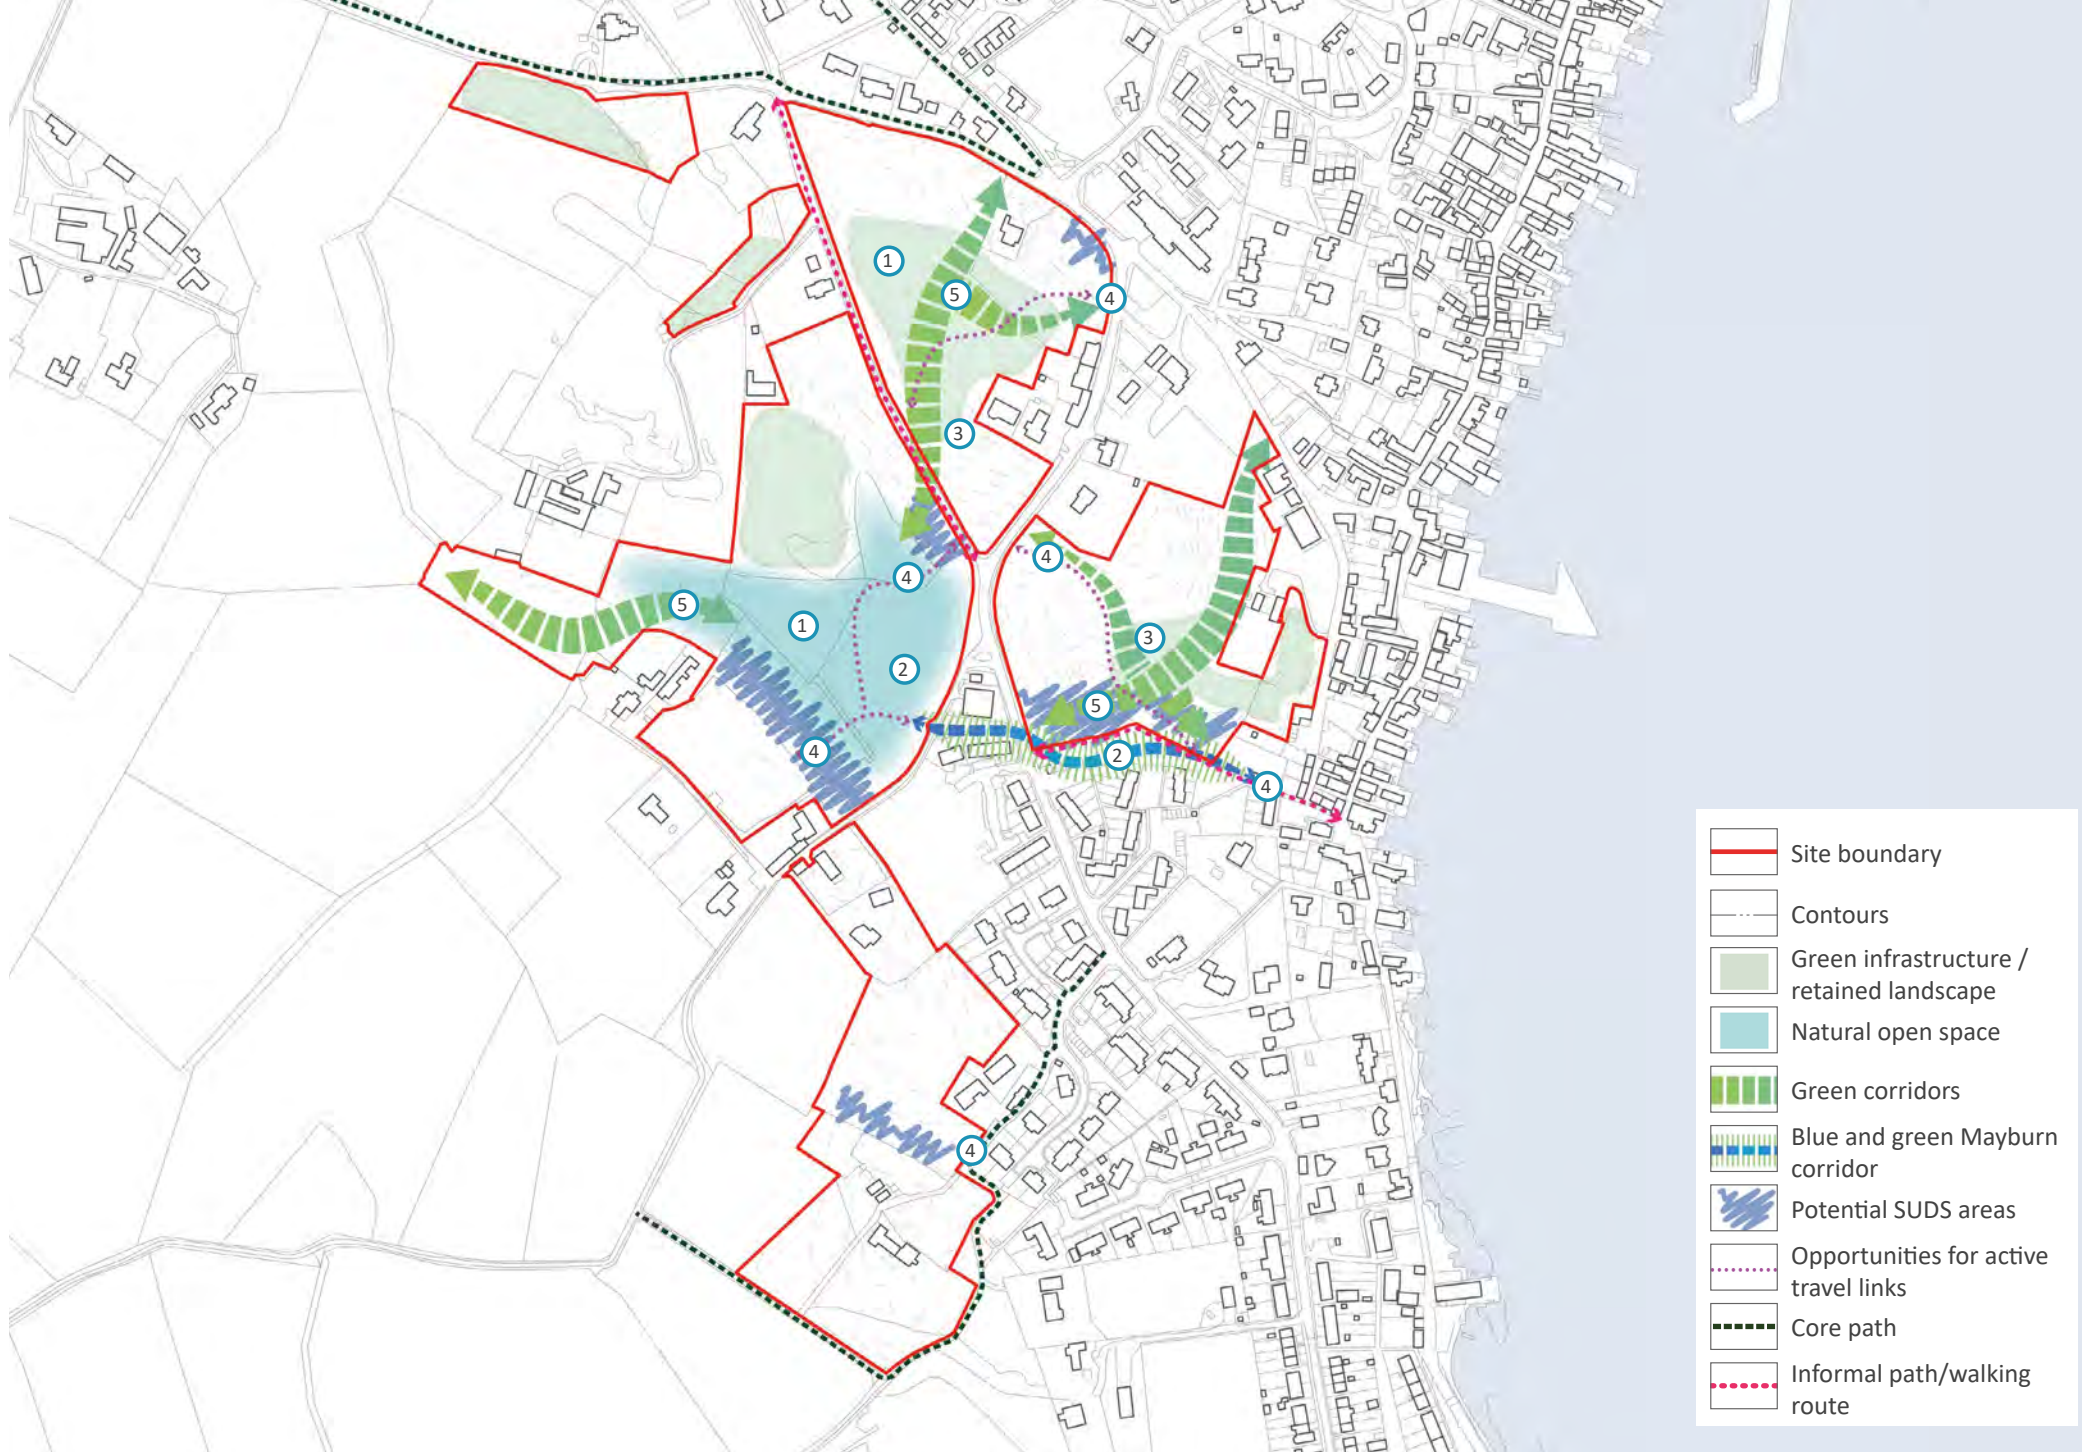 1
5
4
3
4
4
5
1
3
2
5
4
2
4
4
Site boundary
Contours
Green infrastructure /
retained landscape
Natural open space
Green corridors
Blue and green Mayburn
corridor
Potential SUDS areas
Opportunities for active
travel links
Core path
Informal path/walking
route